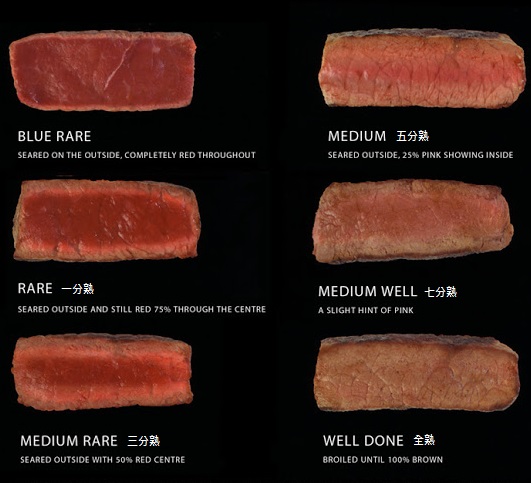 BLUE RARE
SEARED ON THE OUTSIDE, COMPLETELY RED THROUGHOUT
RARE 一分熟
SEARED OUTSIDE AND STILL RED 75% THROUGH THE CENTRE
MEDIUM RARE 三分熟
SEARED OUTSIDE WITH 50% RED CENTRE
MEDIUM 五分熟
SEARED OUTSIDE, 25% PINK SHOWING INSIDE
MEDIUM WELL 七分熟
A SLIGHT HINT OF PINK
WELL DONE 全熟
BROILED UNTIL 100% BROWN